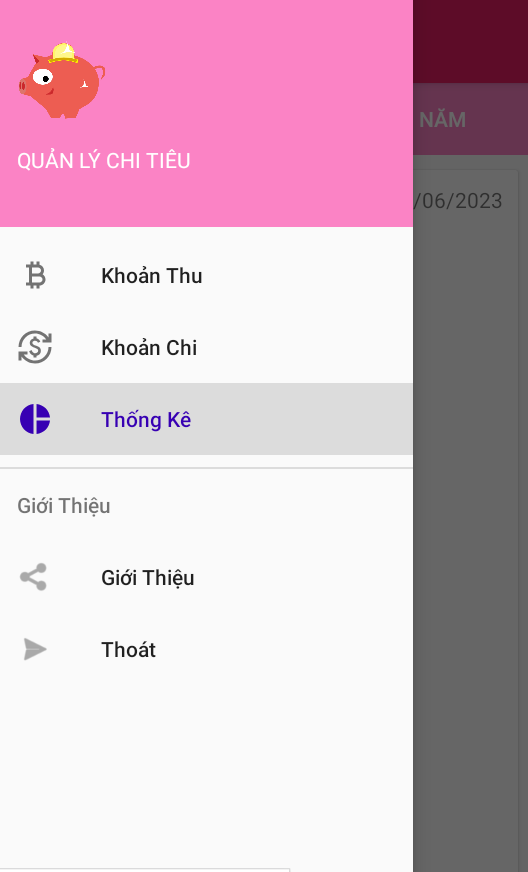 NĂM
QUẢN LÝ CHI TIÊU
/06/2023
Khoản Thu
Khoản Chi
Thống Kê
Giới Thiệu
Giới Thiệu
Thoát